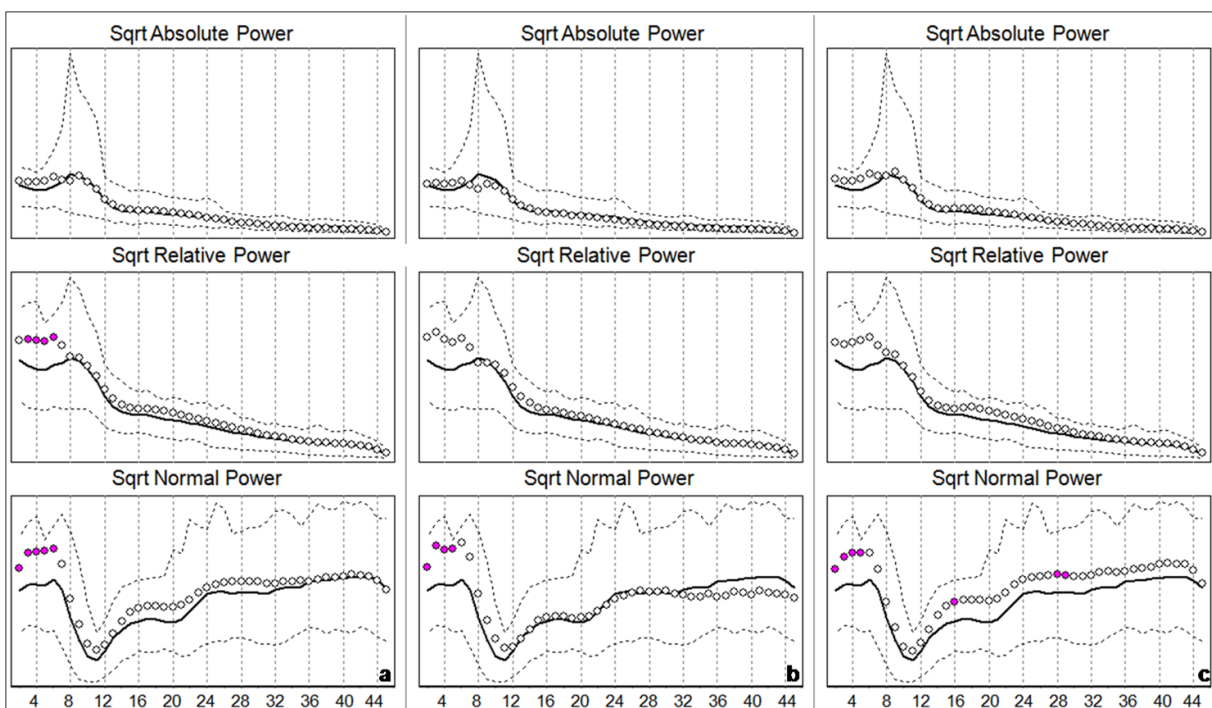 Sqrt Absolute Power Sqrt Absolute Power Sqrt Absolute Power
Sqrt Relative Power Sqrt Relative Power Sqrt Relative Power
Sqrt Normal Power Sqrt Normal Power Sqrt Normal Power
a b c
4 8 12 16 20 24 28 32 36 40 44 4 8 12 16 20 24 28 32 36 40 44 4 8 12 16 20 24 28 32 36 40 44